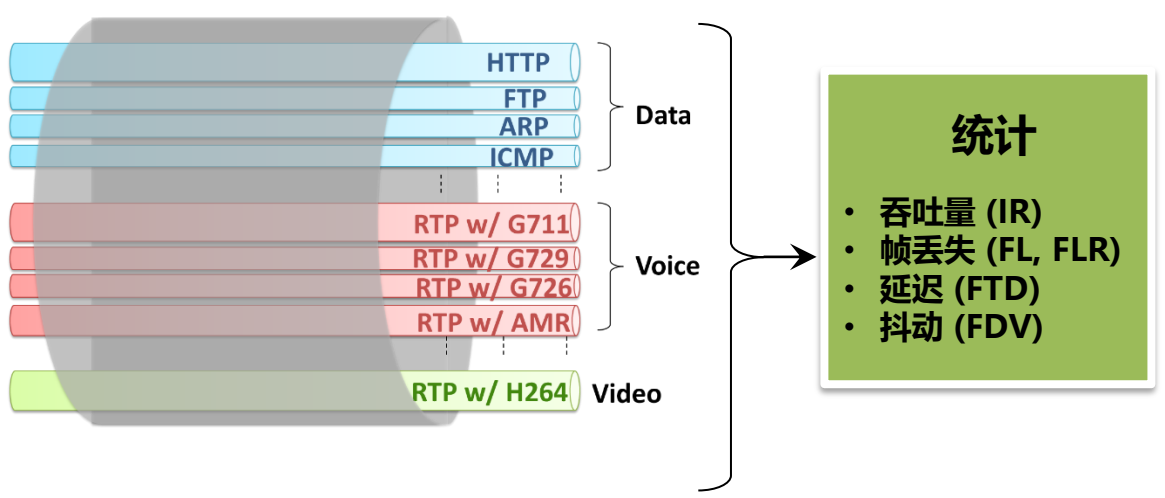 HTTP
FTP
ARP
ICMP
Data
RTP w/ G711
RTP w/ G729
RTP w/ G726
RTP w/ AMR
Voice
RTP w/ H264
Video
统计
• 吞吐量 (IR)
• 帧丢失 (FL, FLR)
• 延迟 (FTD)
• 抖动 (FDV)